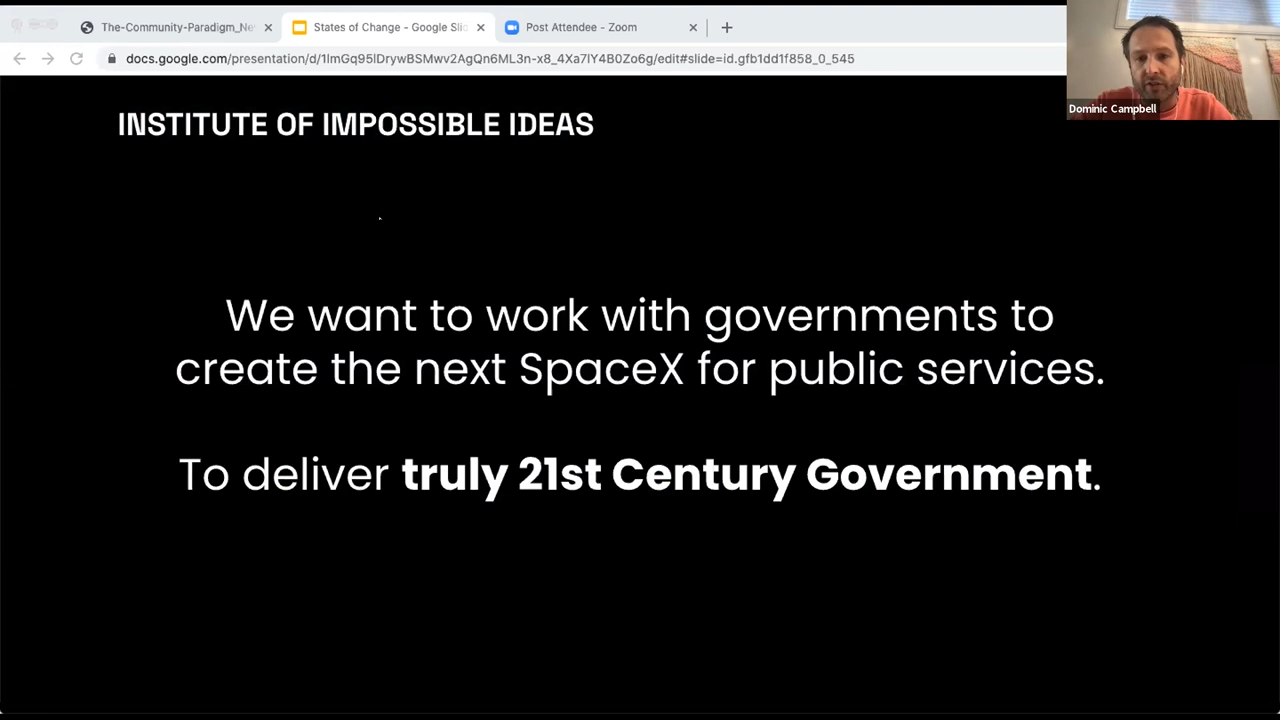 The-Community-Paradigm_Ne
States of Change - Google Slid
Post Attendee - Zoom
docs.google.com/presentation/d/1lmGq95lDrywBSMwv2AgQn6ML3n-x8_4Xa7lY4B0Zo6g/edit#slide=id.gfb1dd1f858_0_545
Dominic Campbell
INSTITUTE OF IMPOSSIBLE IDEAS
We want to work with governments to
create the next SpaceX for public services.
To deliver truly 21st Century Government.